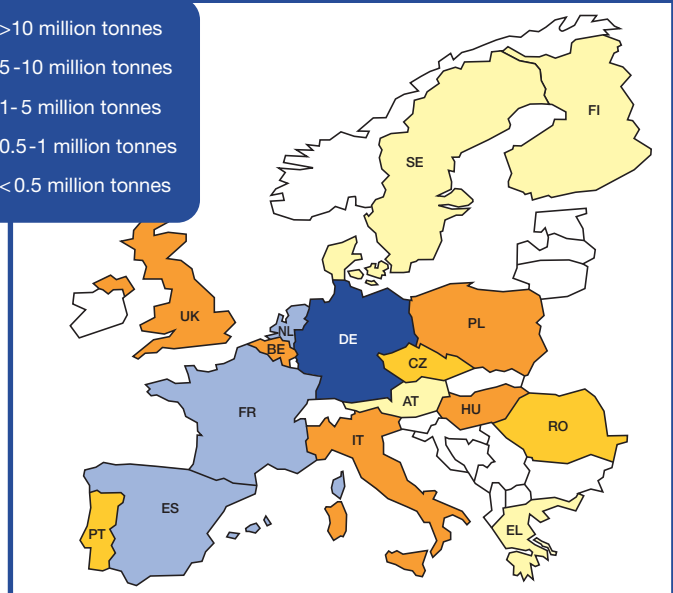 >10 million tonnes
5-10 million tonnes
1-5 million tonnes
0.5-1 million tonnes
<0.5 million tonnes
FI
SE
UK
NL
DE
PL
BE
CZ
AT
FR
HU
RO
IT
ES
PT
EL